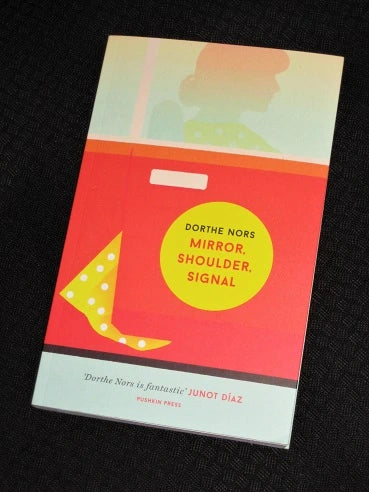 DORTHE NORS
MIRROR,
SHOULDER,
SIGNAL
'Dorthe Nors is fantastic' JUNOT DÍAZ
PUSHKIN PRESS